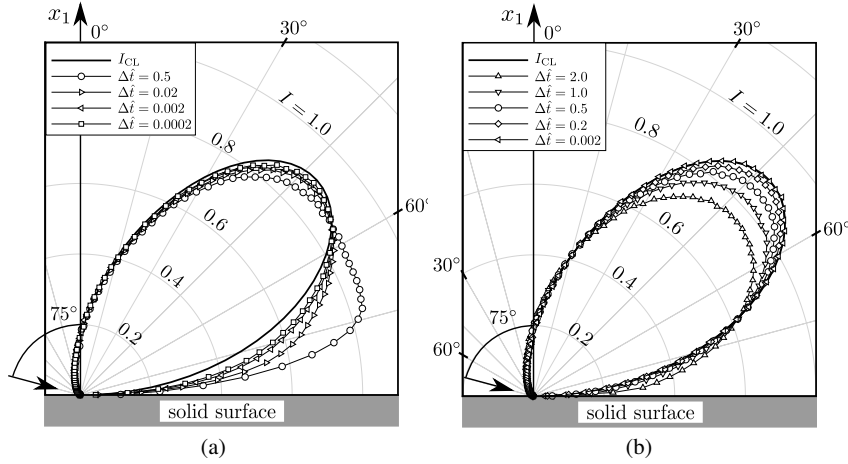 x₁
0°
30°
I_CL
Δt̂ = 0.5
Δt̂ = 0.02
Δt̂ = 0.002
Δt̂ = 0.0002
I = 1.0
0.8
0.6
0.4
0.2
60°
75°
solid surface
(a)
x₁
0°
30°
I_CL
Δt̂ = 2.0
Δt̂ = 1.0
Δt̂ = 0.5
Δt̂ = 0.2
Δt̂ = 0.002
I = 1.0
0.8
0.6
0.4
0.2
60°
30°
75°
60°
solid surface
(b)